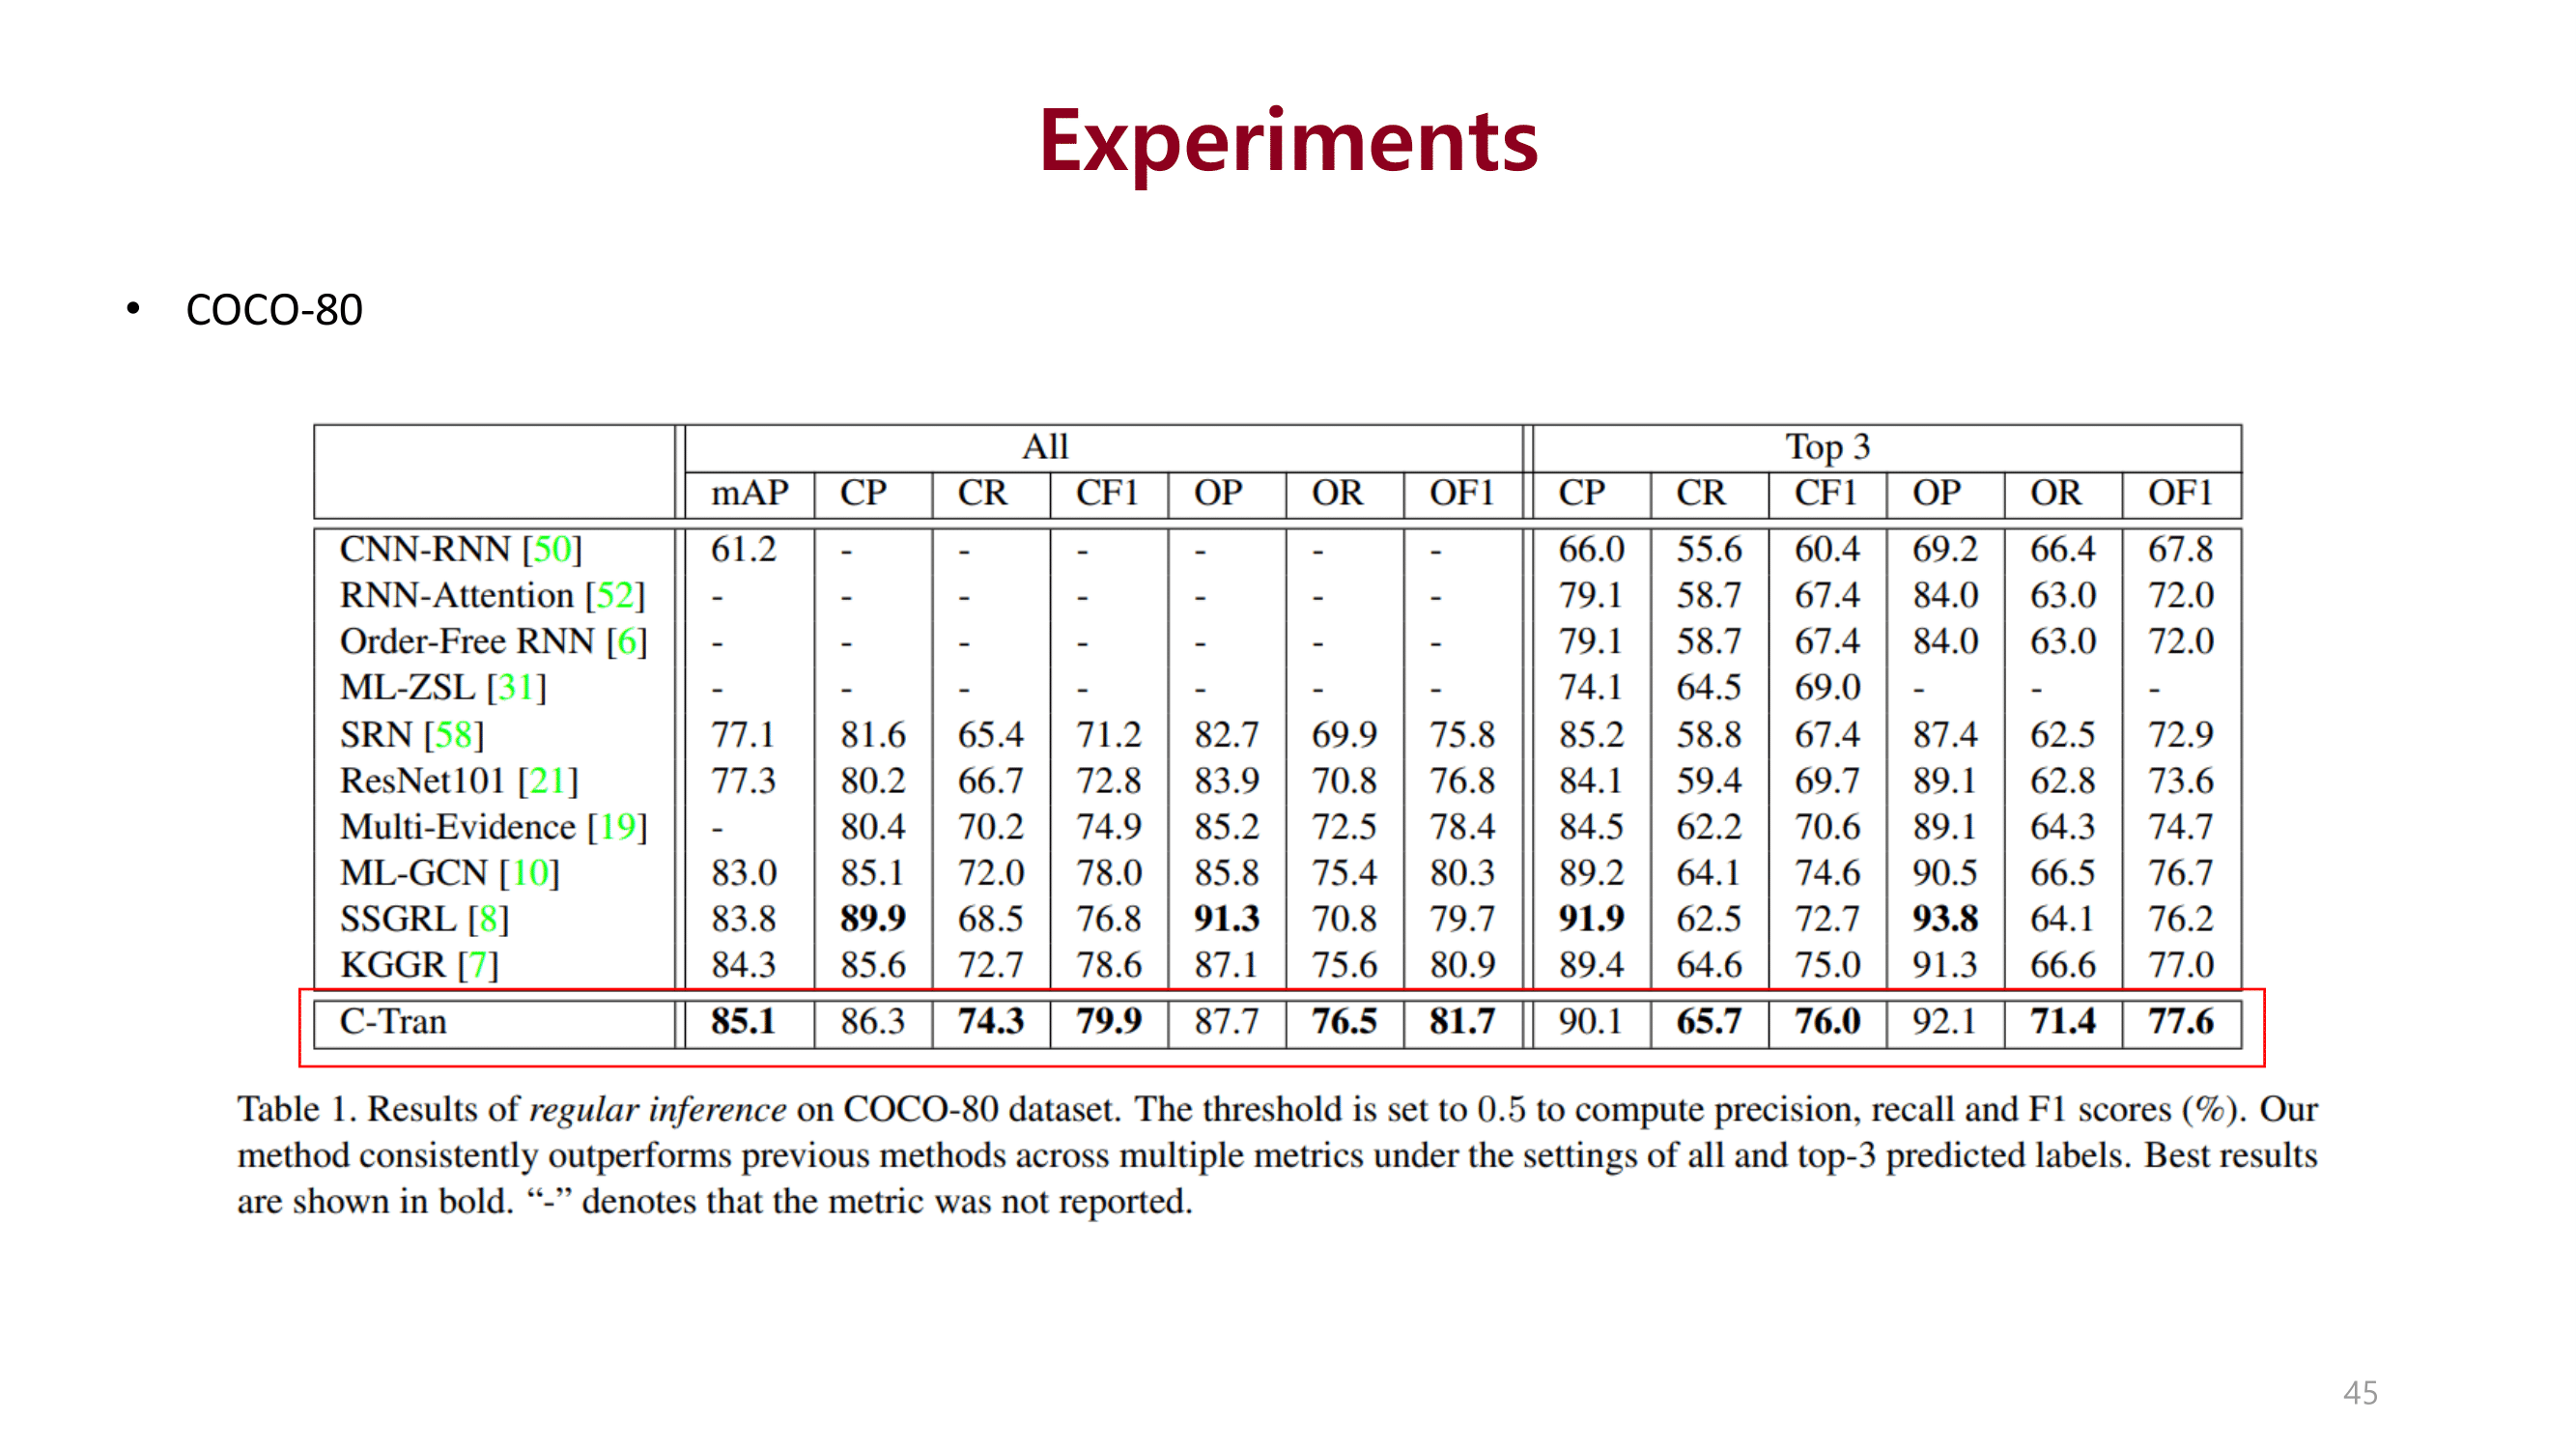 Experiments
• COCO-80
All Top 3
mAP CP CR CF1 OP OR OF1 CP CR CF1 OP OR OF1
CNN-RNN [50] 61.2 - - - - - - 66.0 55.6 60.4 69.2 66.4 67.8
RNN-Attention [52] - - - - - - - 79.1 58.7 67.4 84.0 63.0 72.0
Order-Free RNN [6] - - - - - - - 79.1 58.7 67.4 84.0 63.0 72.0
ML-ZSL [31] - - - - - - - 74.1 64.5 69.0 - - -
SRN [58] 77.1 81.6 65.4 71.2 82.7 69.9 75.8 85.2 58.8 67.4 87.4 62.5 72.9
ResNet101 [21] 77.3 80.2 66.7 72.8 83.9 70.8 76.8 84.1 59.4 69.7 89.1 62.8 73.6
Multi-Evidence [19] - 80.4 70.2 74.9 85.2 72.5 78.4 84.5 62.2 70.6 89.1 64.3 74.7
ML-GCN [10] 83.0 85.1 72.0 78.0 85.8 75.4 80.3 89.2 64.1 74.6 90.5 66.5 76.7
SSGRL [8] 83.8 89.9 68.5 76.8 91.3 70.8 79.7 91.9 62.5 72.7 93.8 64.1 76.2
KGGR [7] 84.3 85.6 72.7 78.6 87.1 75.6 80.9 89.4 64.6 75.0 91.3 66.6 77.0
C-Tran 85.1 86.3 74.3 79.9 87.7 76.5 81.7 90.1 65.7 76.0 92.1 71.4 77.6
Table 1. Results of regular inference on COCO-80 dataset. The threshold is set to 0.5 to compute precision, recall and F1 scores (%). Our
method consistently outperforms previous methods across multiple metrics under the settings of all and top-3 predicted labels. Best results
are shown in bold. “-” denotes that the metric was not reported.
45